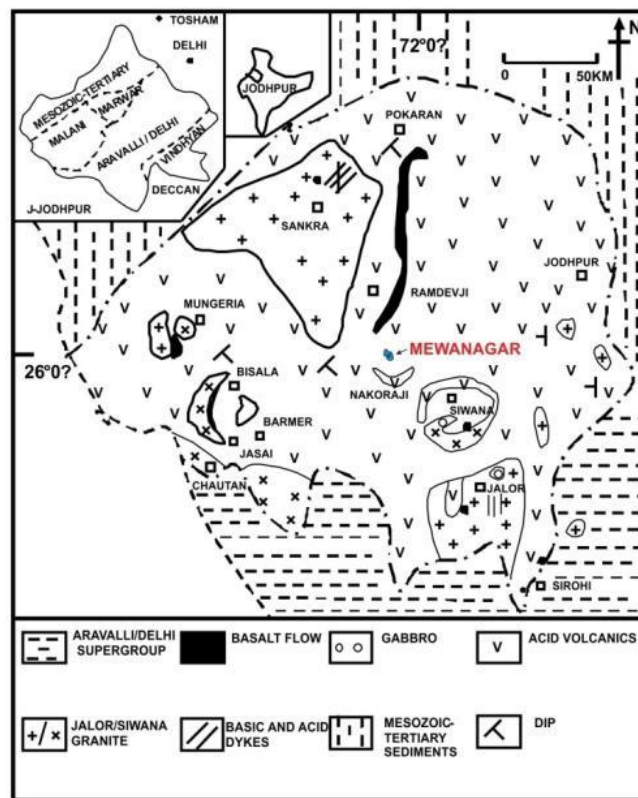 TOSHAM
DELHI
MESOZOIC-TERTIARY
MALANI
MARWAR
ARAVALLI/DELHI
VINDHYAN
DECCAN
J-JODHPUR
JODHPUR
72°0?
N
0 50KM
POKARAN
SANKRA
JODHPUR
RAMDEVJI
MUNGERIA
26°0?
MEWANAGAR
NAKORAJI
BISALA
SIWANA
BARMER
JASAI
CHAUTAN
JALOR
SIROHI
ARAVALLI/DELHI
SUPERGROUP
BASALT FLOW
GABBRO
ACID VOLCANICS
JALOR/SIWANA
GRANITE
BASIC AND ACID
DYKES
MESOZOIC-
TERTIARY
SEDIMENTS
DIP